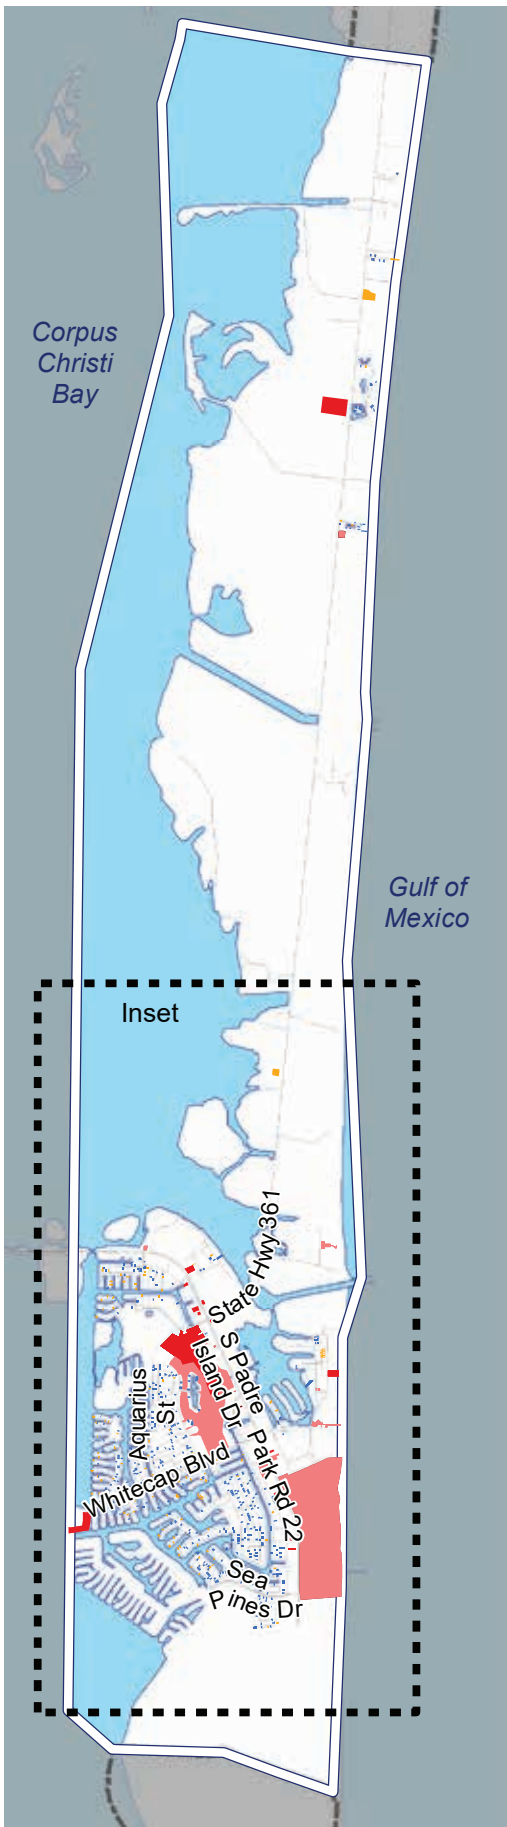 Corpus
Christi
Bay
Gulf of
Mexico
Inset
State Hwy 361
S Padre Park Rd 22
Island Dr
Aquarius
St
Whitecap Blvd
Sea
Pines Dr